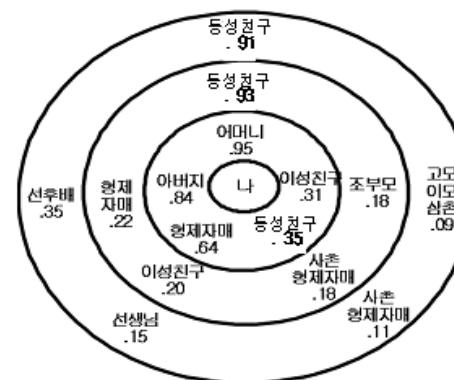 동성친구
. 91
동성친구
. 93
어머니
.95
아버지
.84
나
이성친구
.31
형제자매
.64
동성친구
. 35
형제
자매
.22
조부모
.18
이성친구
.20
사촌
형제자매
.18
선후배
.35
고모
이모
삼촌
.09
선생님
.15
사촌
형제자매
.11